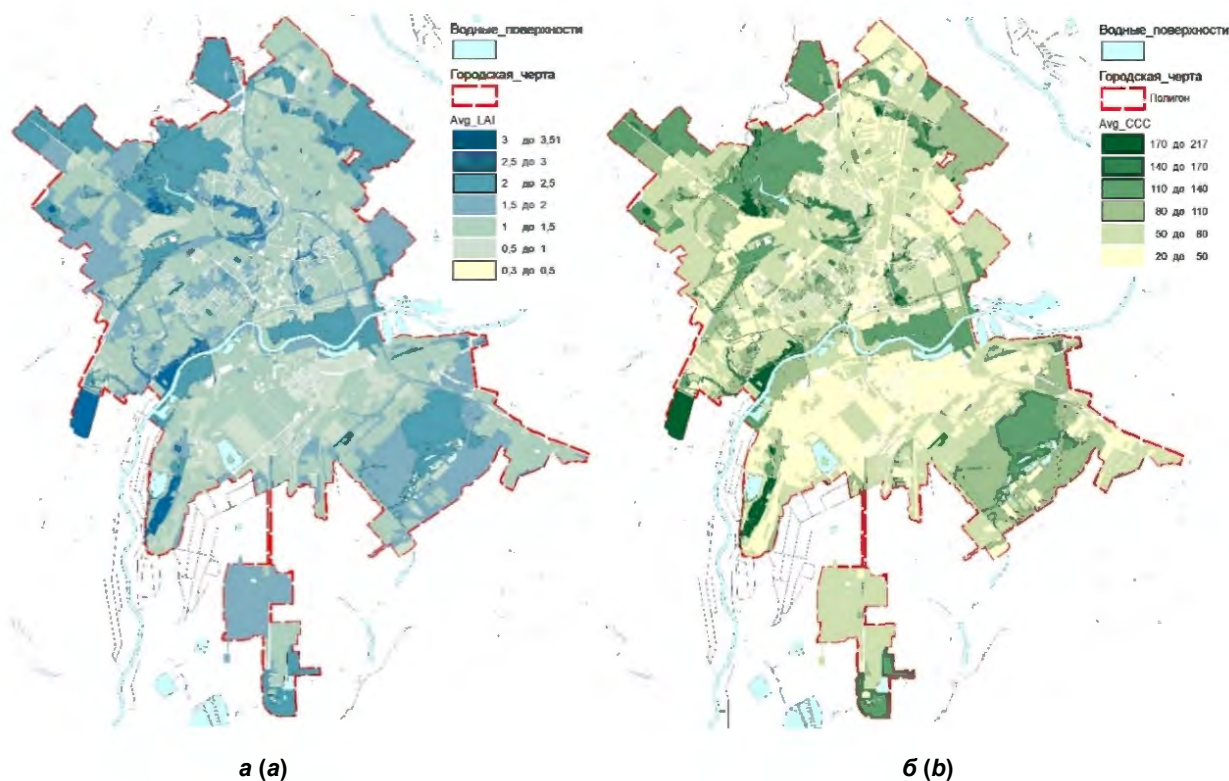 Водные_поверхности
Городская_черта
Avg_LAI
3 до 3,51
2,5 до 3
2 до 2,5
1,5 до 2
1 до 1,5
0,5 до 1
0,3 до 0,5
Водные_поверхности
Городская_черта
Полигон
Avg_CCC
170 до 217
140 до 170
110 до 140
80 до 110
50 до 80
20 до 50
а (a)
б (b)